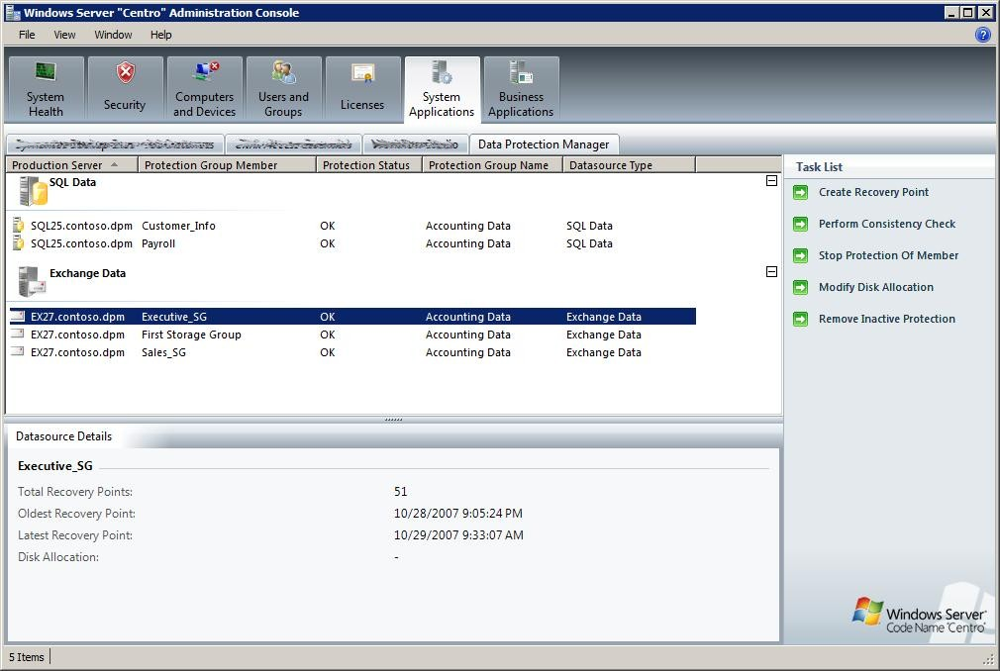 Windows Server "Centro" Administration Console
File View Window Help
System Health
Security
Computers and Devices
Users and Groups
Licenses
System Applications
Business Applications
Data Protection Manager
Production Server Protection Group Member Protection Status Protection Group Name Datasource Type
SQL Data
SQL25.contoso.dpm Customer_Info OK Accounting Data SQL Data
SQL25.contoso.dpm Payroll OK Accounting Data SQL Data
Exchange Data
EX27.contoso.dpm Executive_SG OK Accounting Data Exchange Data
EX27.contoso.dpm First Storage Group OK Accounting Data Exchange Data
EX27.contoso.dpm Sales_SG OK Accounting Data Exchange Data
Task List
Create Recovery Point
Perform Consistency Check
Stop Protection Of Member
Modify Disk Allocation
Remove Inactive Protection
Datasource Details
Executive_SG
Total Recovery Points: 51
Oldest Recovery Point: 10/28/2007 9:05:24 PM
Latest Recovery Point: 10/29/2007 9:33:07 AM
Disk Allocation: -
Windows Server
Code Name "Centro"
5 Items